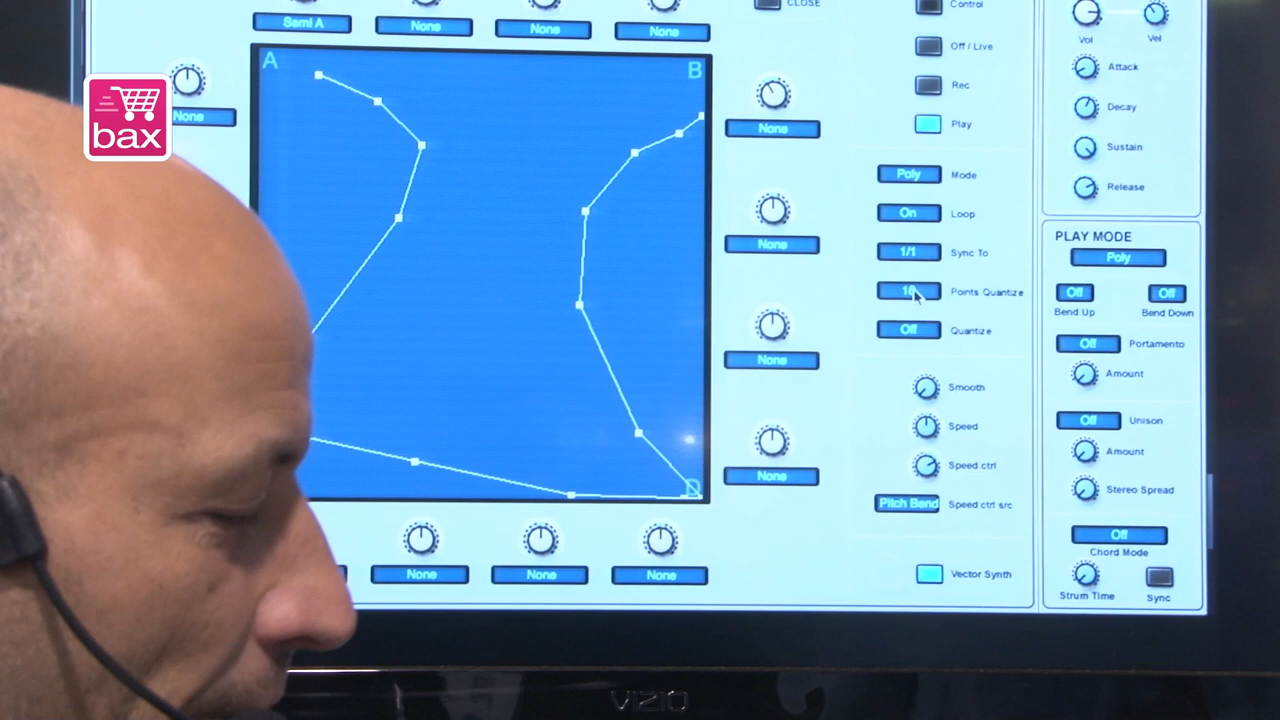 bax
Semi A
None
None
None
CLOSE
None
A
B
D
None
None
None
None
None
None
None
Control
Off / Live
Rec
Play
Poly Mode
On Loop
1/1 Sync To
Points Quantize
Off Quantize
Smooth
Speed
Speed ctrl
Pitch Bend Speed ctrl src
Vector Synth
Vol
Vel
Attack
Decay
Sustain
Release
PLAY MODE
Poly
Off Off
Bend Up Bend Down
Off Portamento
Amount
Off Unison
Amount
Stereo Spread
Off
Chord Mode
Strum Time
Sync
VIZIO